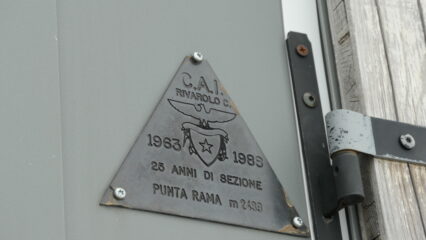 C.A.I.
RIVAROLO C.
1963 1988
25 ANNI DI SEZIONE
PUNTA RAMA m